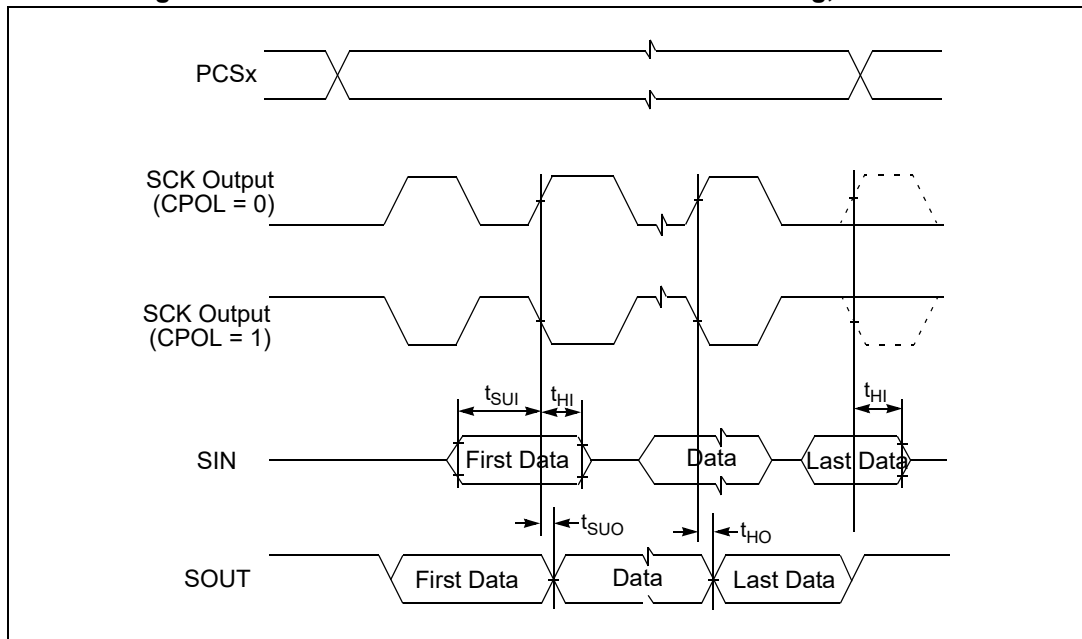 PCSx
SCK Output
(CPOL = 0)
SCK Output
(CPOL = 1)
tSUI
tHI
tHI
SIN
First Data
Data
Last Data
tSUO
tHO
SOUT
First Data
Data
Last Data